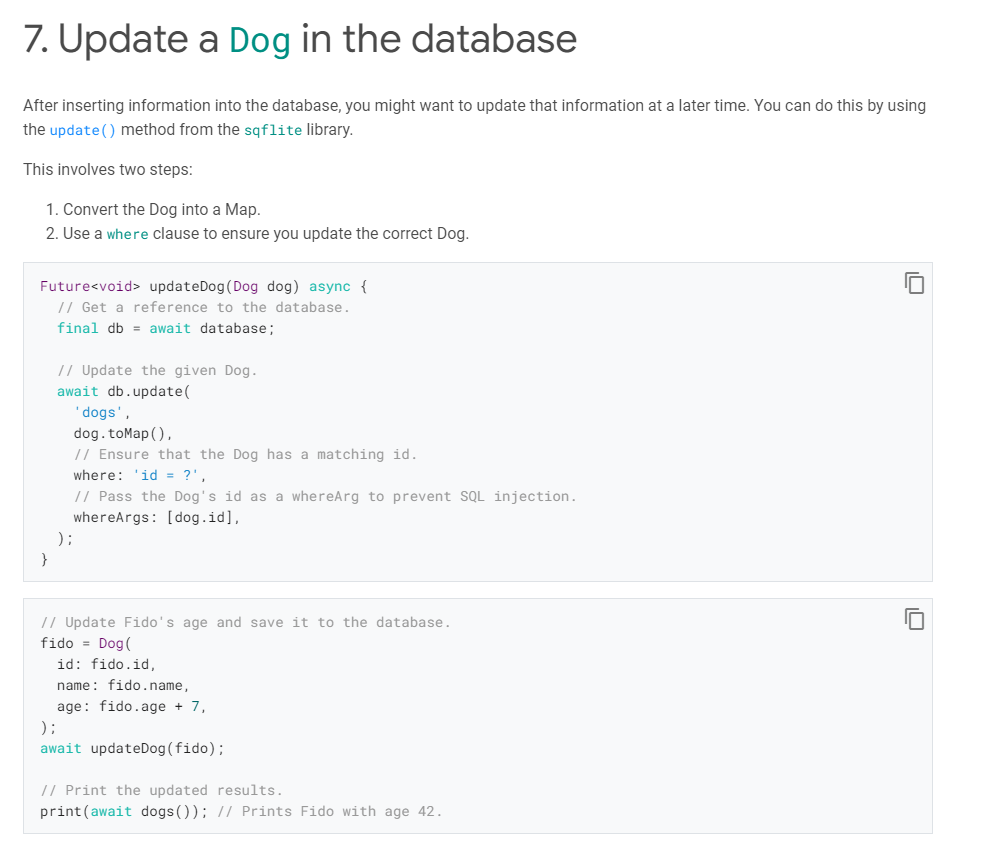 7. Update a Dog in the database
After inserting information into the database, you might want to update that information at a later time. You can do this by using
the update() method from the sqflite library.
This involves two steps:
1. Convert the Dog into a Map.
2. Use a where clause to ensure you update the correct Dog.
Future<void> updateDog(Dog dog) async {
  // Get a reference to the database.
  final db = await database;

  // Update the given Dog.
  await db.update(
    'dogs',
    dog.toMap(),
    // Ensure that the Dog has a matching id.
    where: 'id = ?',
    // Pass the Dog's id as a whereArg to prevent SQL injection.
    whereArgs: [dog.id],
  );
}
// Update Fido's age and save it to the database.
fido = Dog(
  id: fido.id,
  name: fido.name,
  age: fido.age + 7,
);
await updateDog(fido);

// Print the updated results.
print(await dogs()); // Prints Fido with age 42.